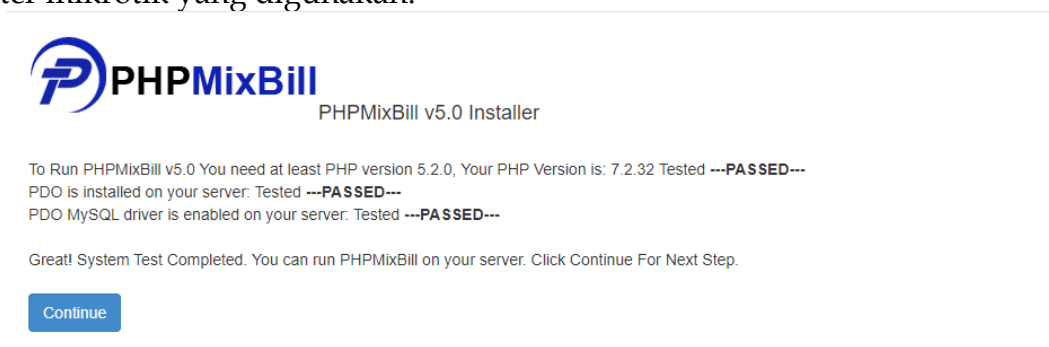 mikrotik yang digunakan.
PHPMixBill
PHPMixBill v5.0 Installer
To Run PHPMixBill v5.0 You need at least PHP version 5.2.0, Your PHP Version is: 7.2.32 Tested ---PASSED---
PDO is installed on your server: Tested ---PASSED---
PDO MySQL driver is enabled on your server: Tested ---PASSED---
Great! System Test Completed. You can run PHPMixBill on your server. Click Continue For Next Step.
Continue